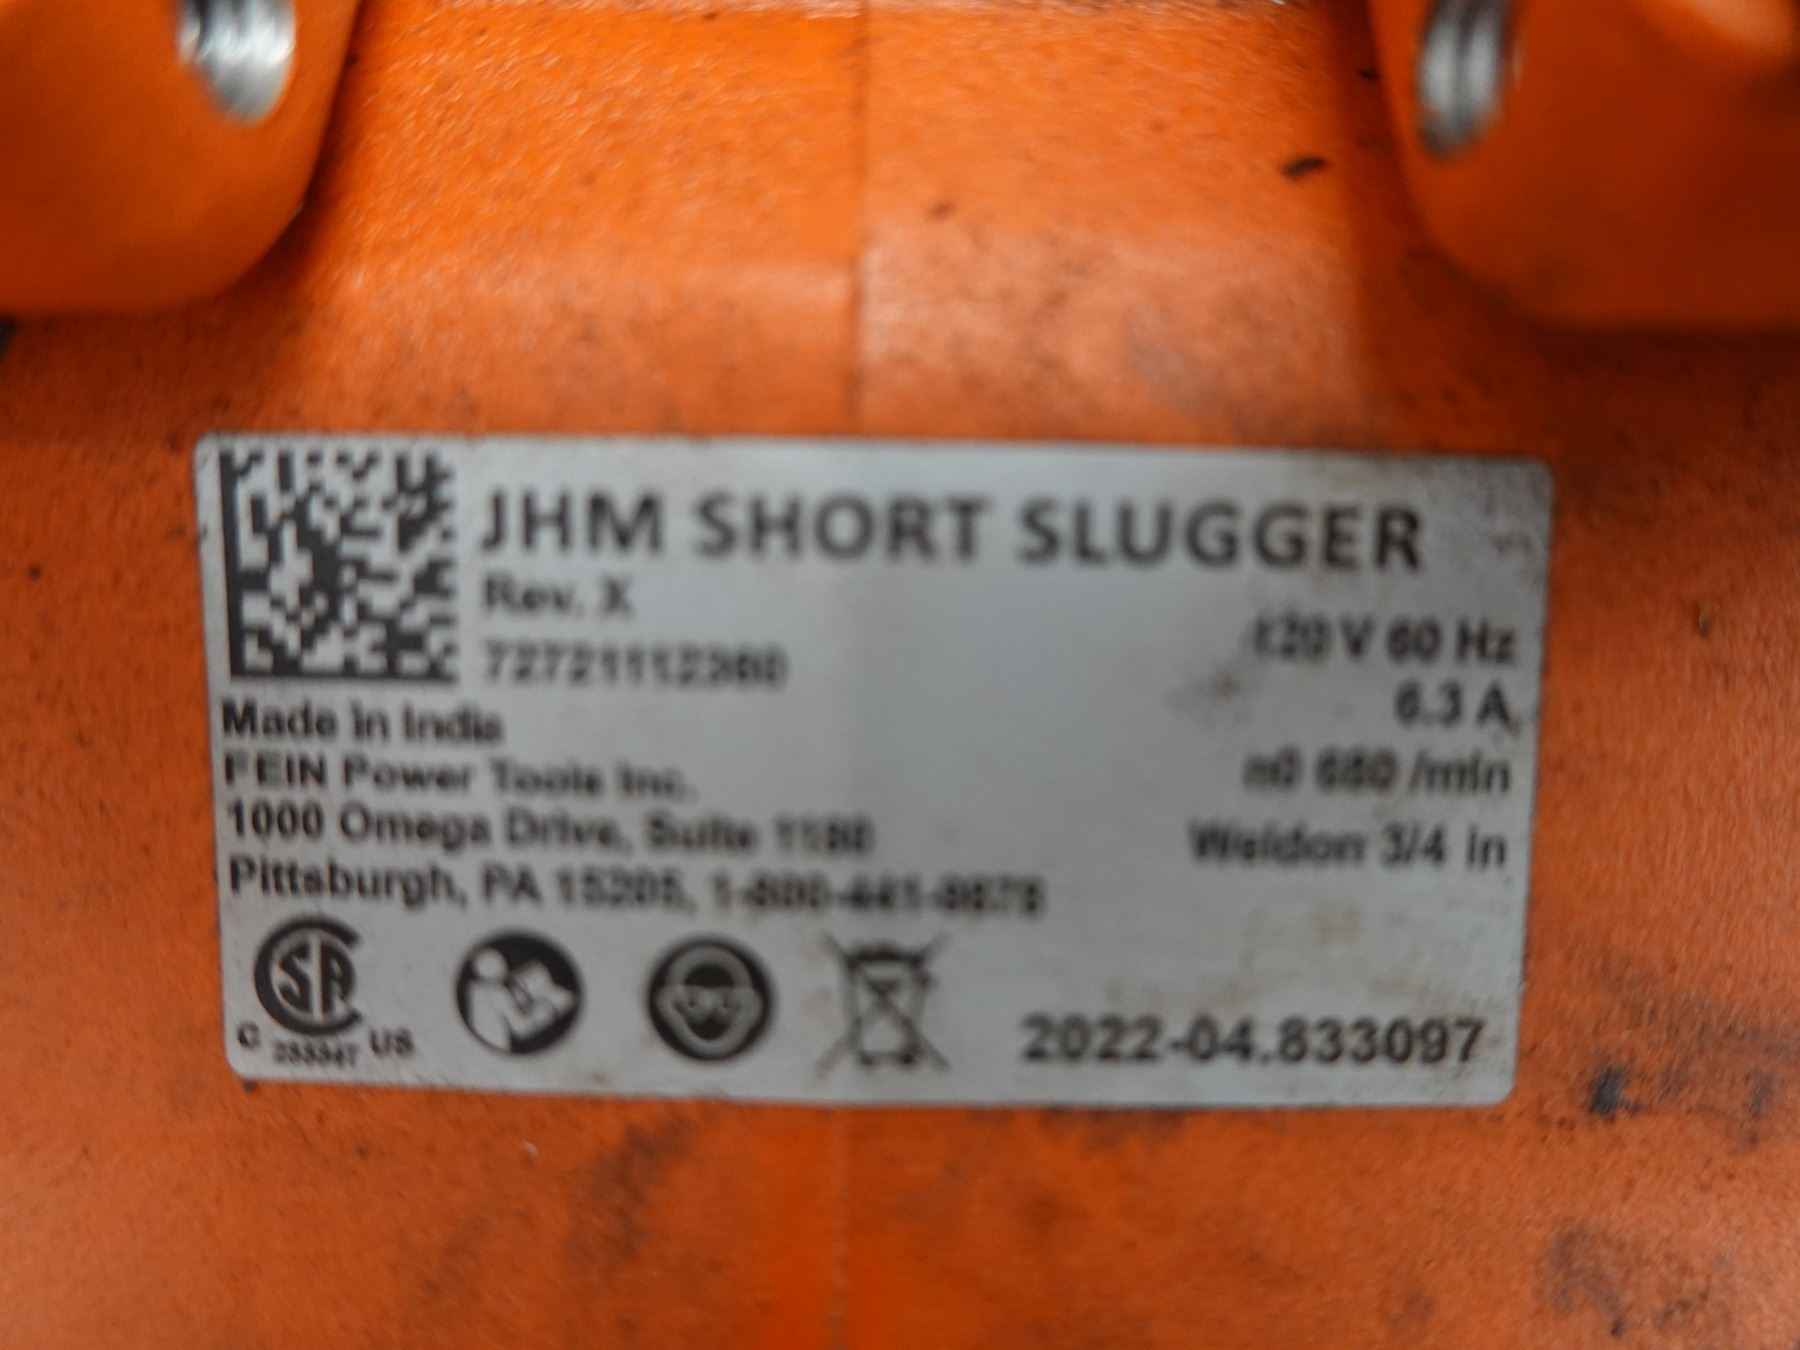 JHM SHORT SLUGGER
Rev. X
72721112360
120 V 60 Hz
6.3 A
n0 680 /min
Weldon 3/4 in
Made in India
FEIN Power Tools Inc.
1000 Omega Drive, Suite 1180
Pittsburgh, PA 15205, 1-800-441-9878
C US
2022-04.833097